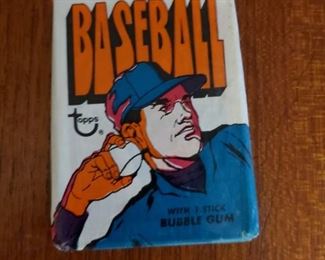 BASEBALL
topps
®
WITH 1 STICK
BUBBLE GUM